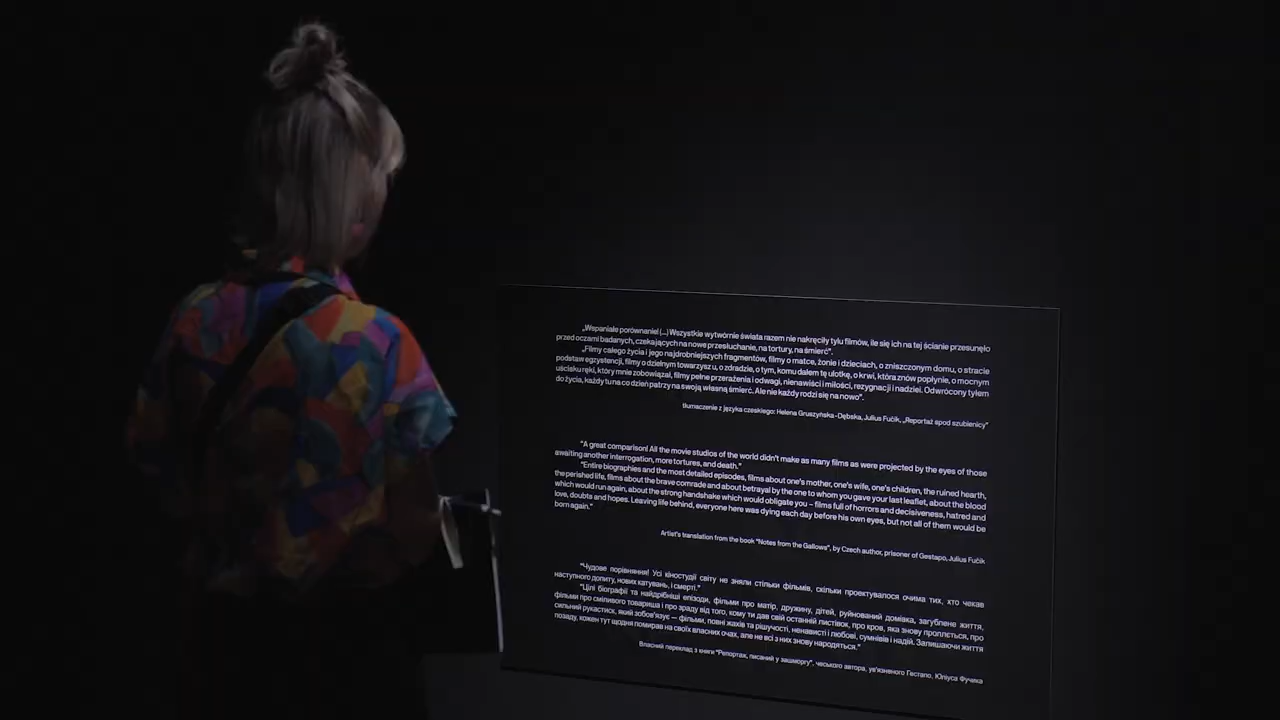 „Wspaniałe porównanie! (...) Wszystkie wytwórnie świata razem nie nakręciły tylu filmów, ile się ich na tej ścianie przesunęło
przed oczami badanych, czekających na nowe przesłuchanie, na tortury, na śmierć”.
„Filmy całego życia i jego najdrobniejszych fragmentów, filmy o matce, żonie i dzieciach, o zniszczonym domu, o stracie
podstaw egzystencji, filmy o dzielnym towarzyszu, o zdradzie, o tym, komu dałem tę ulotkę, o krwi, która znów popłynie, o mocnym
uścisku ręki, który mnie zobowiązał, filmy pełne przerażenia i odwagi, nienawiści i miłości, rezygnacji i nadziei. Odwrócony tyłem
do życia, każdy tu na co dzień patrzy na swoją własną śmierć. Ale nie każdy rodzi się na nowo”.
tłumaczenie z języka czeskiego: Helena Gruszyńska-Dębska, Julius Fučik, „Reportaż spod szubienicy”
"A great comparison! All the movie studios of the world didn't make as many films as were projected by the eyes of those
awaiting another interrogation, more tortures, and death."
"Entire biographies and the most detailed episodes, films about one's mother, one's wife, one's children, the ruined hearth,
the perished life, films about the brave comrade and about betrayal by the one to whom you gave your last leaflet, about the blood
which would run again, about the strong handshake which would obligate you – films full of horrors and decisiveness, hatred and
love, doubts and hopes. Leaving life behind, everyone here was dying each day before his own eyes, but not all of them would be
born again."
Artist's translation from the book "Notes from the Gallows", by Czech author, prisoner of Gestapo, Julius Fučik
"Чудове порівняння! Усі кіностудії світу не зняли стільки фільмів, скільки проектувалося очима тих, хто чекав
наступного допиту, нових катувань, і смерті."
"Цілі біографії та найдрібніші епізоди, фільми про матір, дружину, дітей, руйнований домівка, загублене життя,
фільми про сміливого товариша і про зраду від того, кому ти дав свій останній листівок, про кров, яка знову проллється, про
сильний рукастиск, який зобов'язує — фільми, повні жахів та рішучості, ненависті і любові, сумнівів і надій. Залишаючи життя
позаду, кожен тут щодня помирав на своїх власних очах, але не всі з них знову народяться."
Власний переклад з книги "Репортаж, писаний у зашморгу", чеського автора, ув'язненого Гестапо, Юліуса Фучика